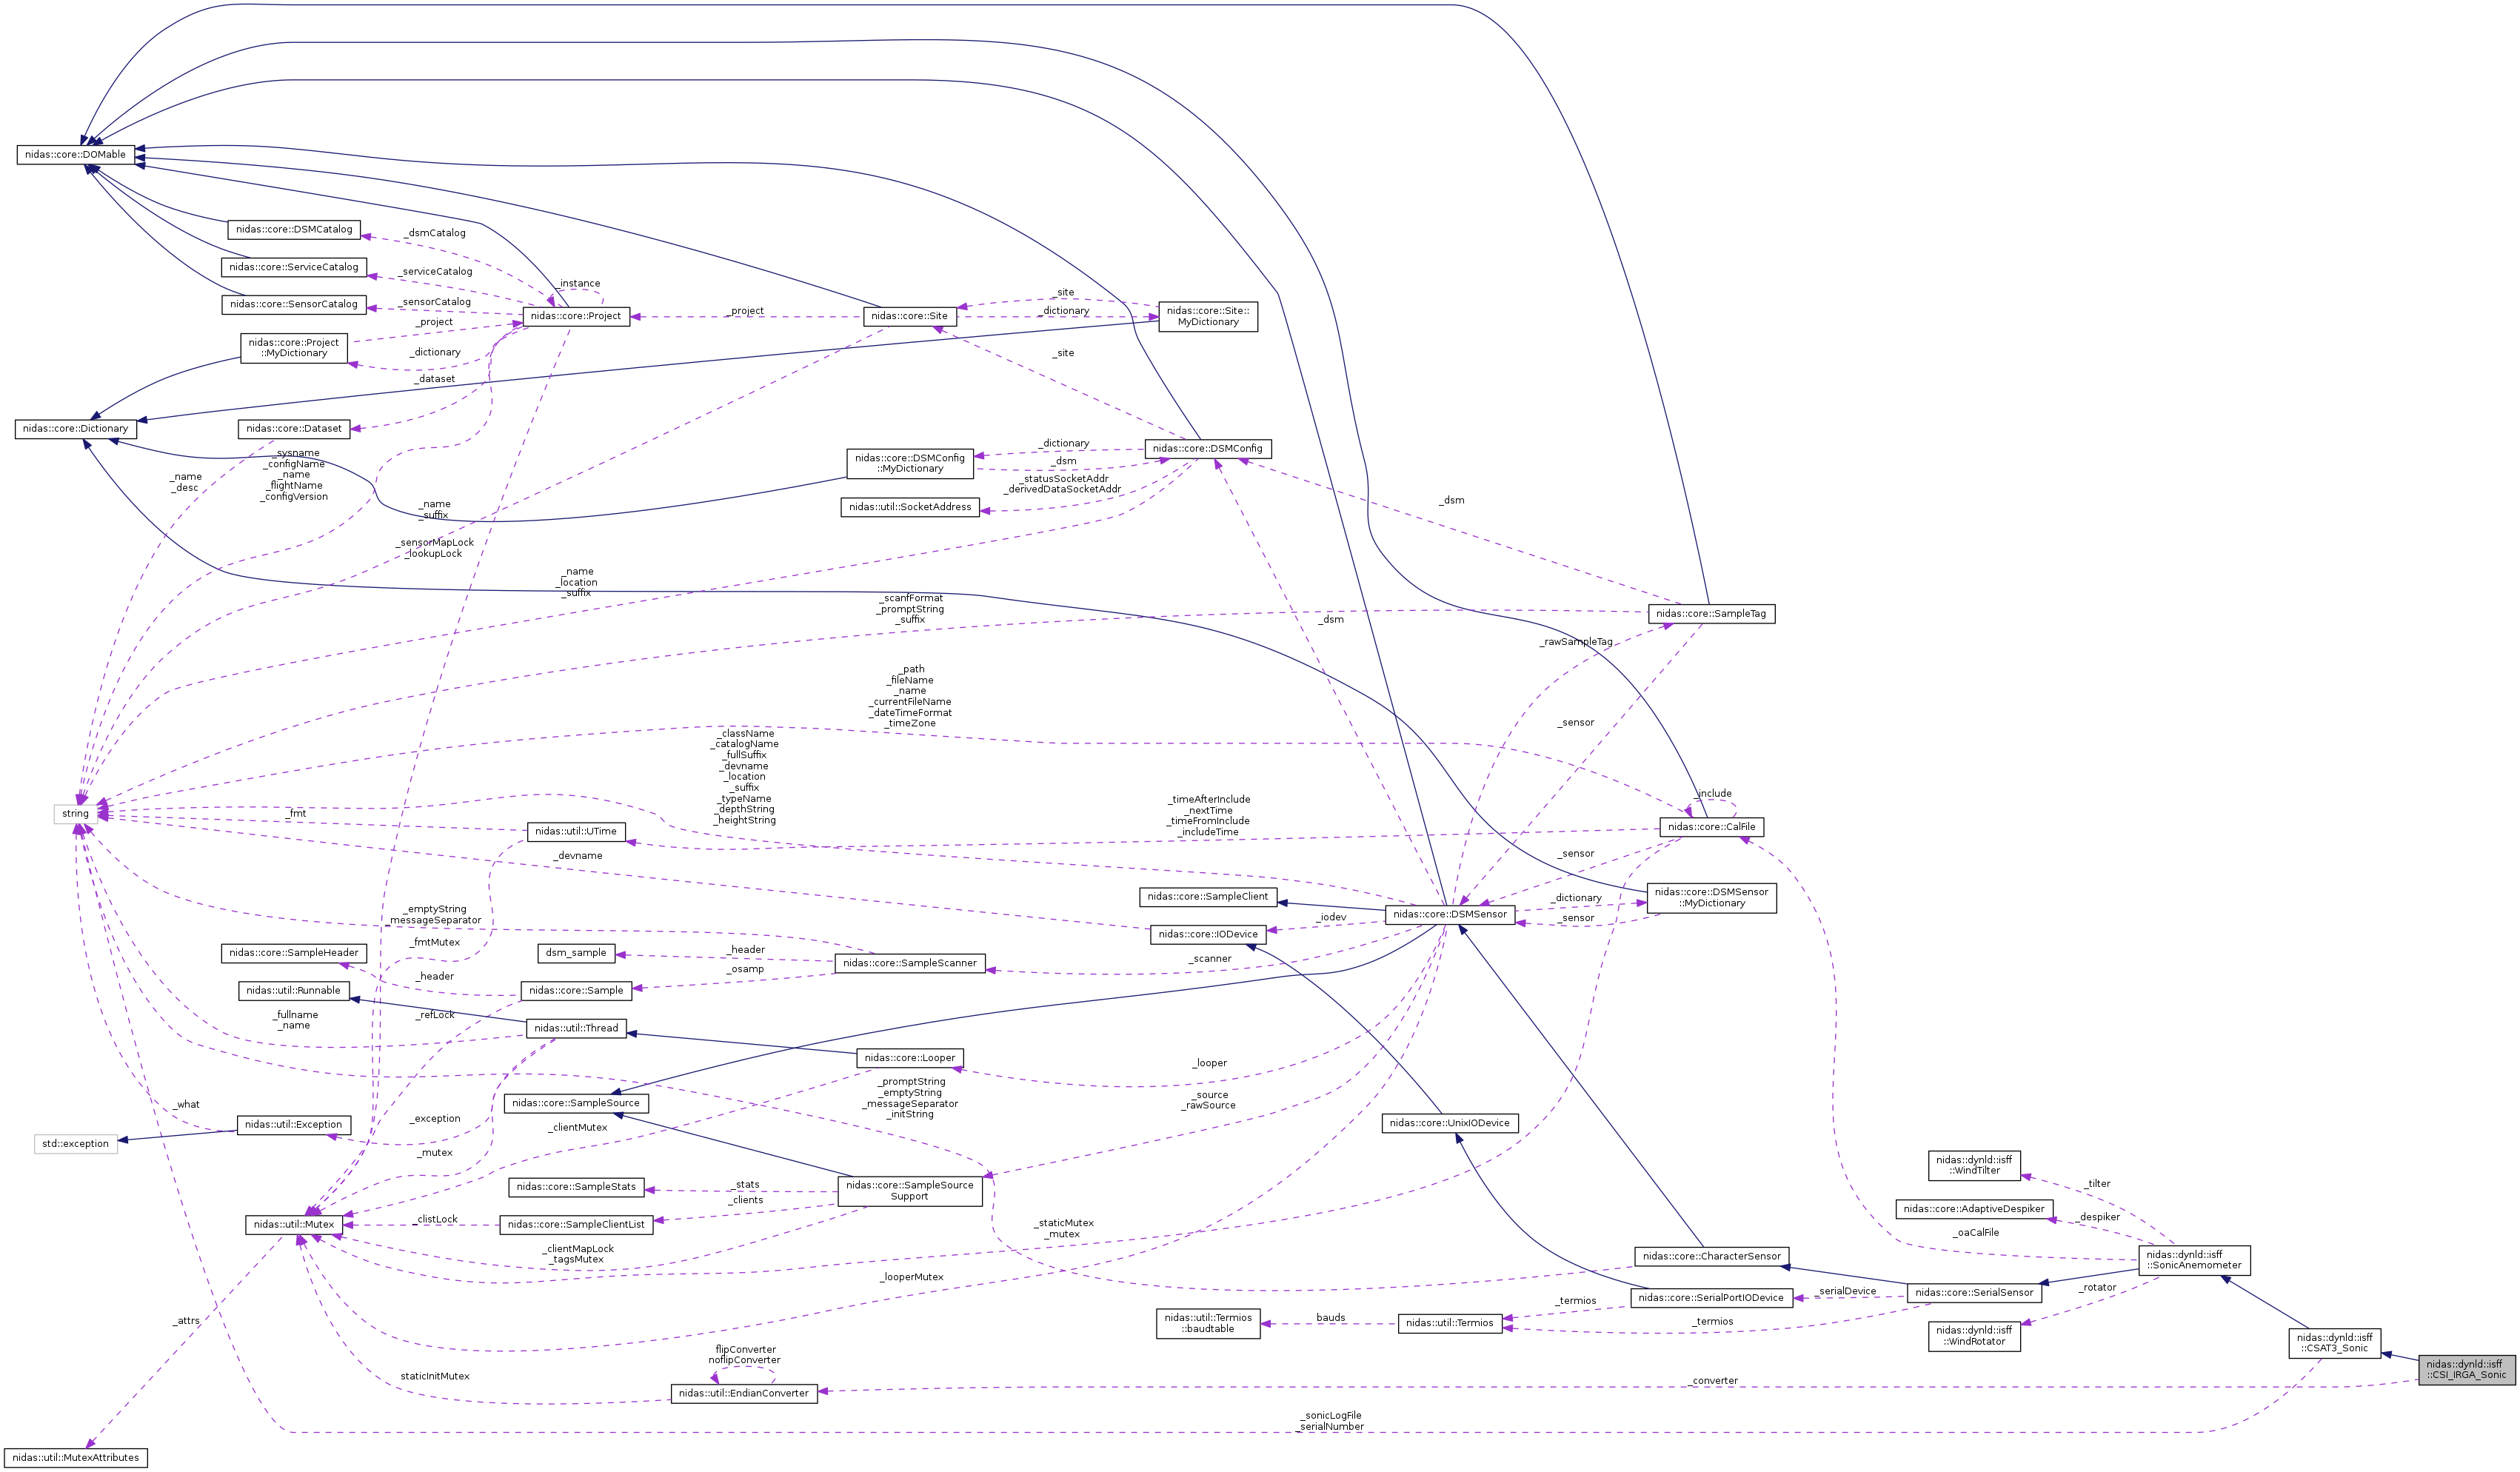 nidas::core::DOMable
nidas::core::DSMCatalog
_dsmCatalog
nidas::core::ServiceCatalog
_serviceCatalog
_instance
nidas::core::SensorCatalog
_sensorCatalog
nidas::core::Project
_project
nidas::core::Site
_site
_dictionary
nidas::core::Site::
MyDictionary
nidas::core::Project
::MyDictionary
_project
_dictionary
_site
_dataset
nidas::core::Dictionary
nidas::core::Dataset
_name
_desc
_sysname
_configName
_name
_flightName
_configVersion
_name
_suffix
nidas::core::DSMConfig
::MyDictionary
_dictionary
_dsm
nidas::core::DSMConfig
_statusSocketAddr
_derivedDataSocketAddr
nidas::util::SocketAddress
_dsm
_sensorMapLock
_lookupLock
_name
_location
_suffix
_scanfFormat
_promptString
_suffix
_dsm
nidas::core::SampleTag
_rawSampleTag
_path
_fileName
_name
_currentFileName
_dateTimeFormat
_timeZone
_sensor
_className
_catalogName
_fullSuffix
_devname
_location
_suffix
_typeName
_depthString
_heightString
string
_fmt
nidas::util::UTime
_timeAfterInclude
_nextTime
_timeFromInclude
_includeTime
_include
nidas::core::CalFile
_devname
_sensor
nidas::core::SampleClient
nidas::core::DSMSensor
_dictionary
_sensor
nidas::core::DSMSensor
::MyDictionary
_emptyString
_messageSeparator
_iodev
nidas::core::IODevice
_fmtMutex
nidas::core::SampleHeader
dsm_sample
_header
nidas::core::SampleScanner
_scanner
_header
nidas::core::Sample
_osamp
nidas::util::Runnable
_fullname
_name
_refLock
nidas::util::Thread
nidas::core::Looper
_looper
_promptString
_emptyString
_messageSeparator
_initString
_source
_rawSource
_what
nidas::util::Exception
_exception
nidas::core::SampleSource
_clientMutex
nidas::core::UnixIODevice
std::exception
_mutex
nidas::dynld::isff
::WindTilter
_tilter
nidas::core::SampleStats
_stats
nidas::core::SampleSource
Support
_clients
nidas::core::AdaptiveDespiker
_despiker
nidas::util::Mutex
_clistLock
nidas::core::SampleClientList
_staticMutex
_mutex
_oaCalFile
_clientMapLock
_tagsMutex
nidas::core::CharacterSensor
nidas::dynld::isff
::SonicAnemometer
_looperMutex
nidas::core::SerialPortIODevice
_serialDevice
nidas::core::SerialSensor
_rotator
_attrs
nidas::util::Termios
::baudtable
bauds
nidas::util::Termios
_termios
_termios
nidas::dynld::isff
::WindRotator
nidas::dynld::isff
::CSAT3_Sonic
staticInitMutex
flipConverter
noflipConverter
nidas::util::EndianConverter
_converter
nidas::dynld::isff
::CSI_IRGA_Sonic
_sonicLogFile
_serialNumber
nidas::util::MutexAttributes